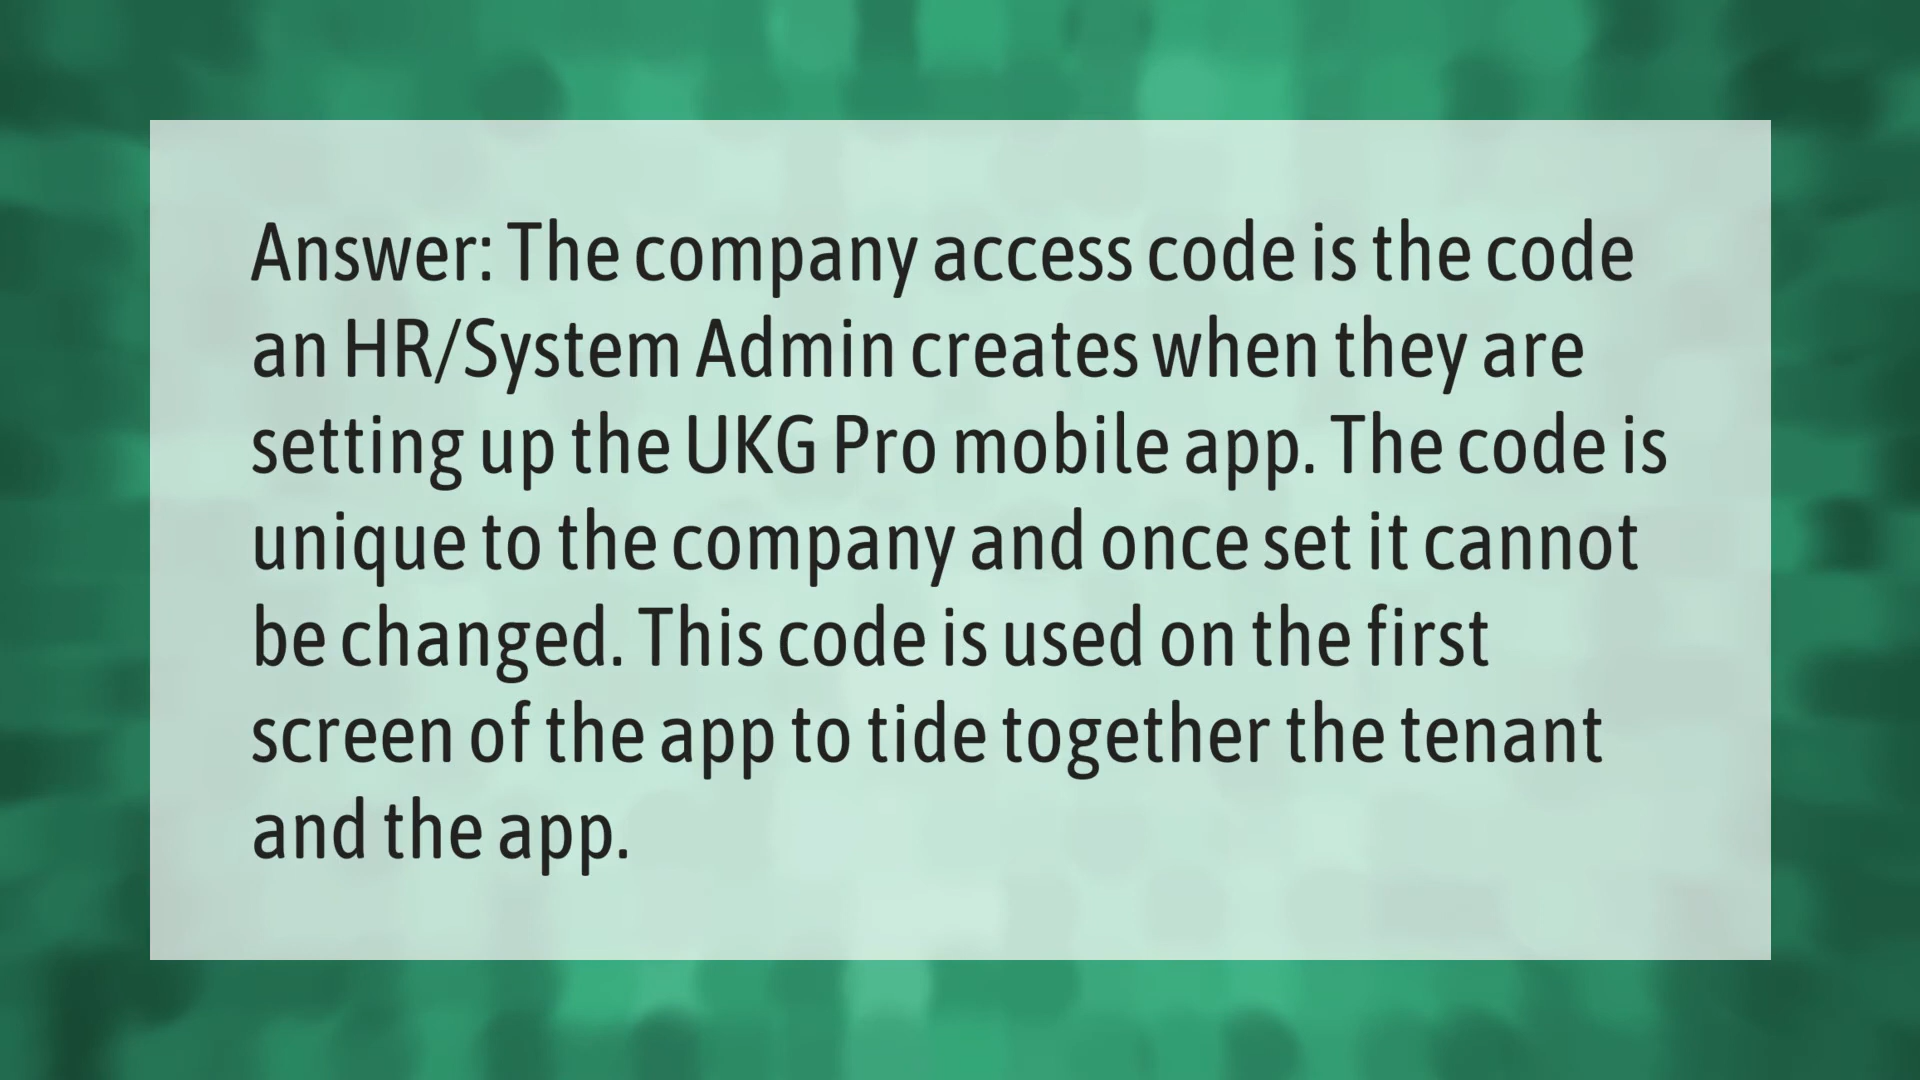 Answer: The company access code is the code
an HR/System Admin creates when they are
setting up the UKG Pro mobile app. The code is
unique to the company and once set it cannot
be changed. This code is used on the first
screen of the app to tide together the tenant
and the app.